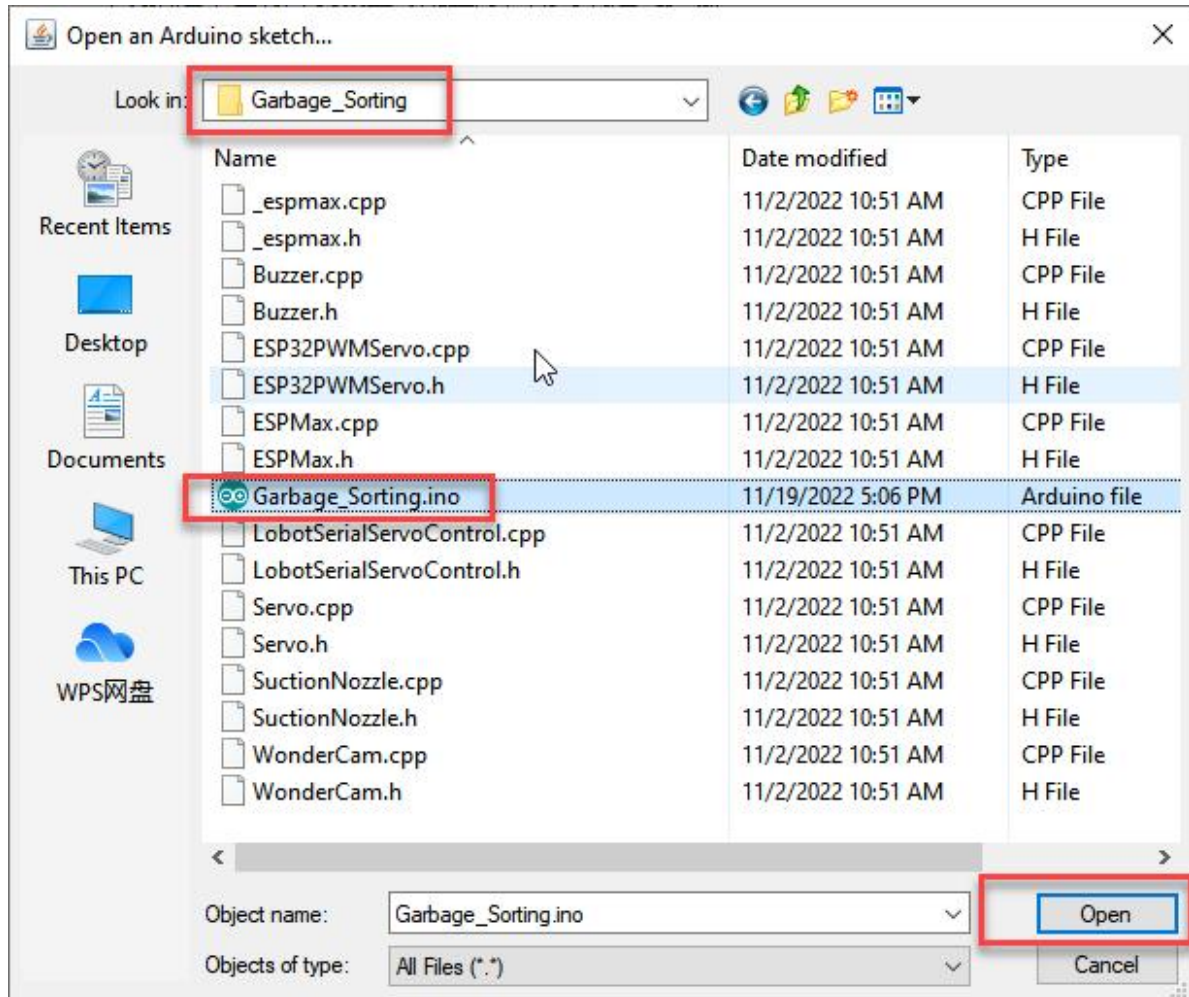 Open an Arduino sketch...
Look in: Garbage_Sorting
Name Date modified Type
_espmax.cpp 11/2/2022 10:51 AM CPP File
_espmax.h 11/2/2022 10:51 AM H File
Buzzer.cpp 11/2/2022 10:51 AM CPP File
Buzzer.h 11/2/2022 10:51 AM H File
ESP32PWMServo.cpp 11/2/2022 10:51 AM CPP File
ESP32PWMServo.h 11/2/2022 10:51 AM H File
ESPMax.cpp 11/2/2022 10:51 AM CPP File
ESPMax.h 11/2/2022 10:51 AM H File
Garbage_Sorting.ino 11/19/2022 5:06 PM Arduino file
LobotSerialServoControl.cpp 11/2/2022 10:51 AM CPP File
LobotSerialServoControl.h 11/2/2022 10:51 AM H File
Servo.cpp 11/2/2022 10:51 AM CPP File
Servo.h 11/2/2022 10:51 AM H File
SuctionNozzle.cpp 11/2/2022 10:51 AM CPP File
SuctionNozzle.h 11/2/2022 10:51 AM H File
WonderCam.cpp 11/2/2022 10:51 AM CPP File
WonderCam.h 11/2/2022 10:51 AM H File
Recent Items
Desktop
Documents
This PC
WPS网盘
Object name: Garbage_Sorting.ino Open
Objects of type: All Files (*.*) Cancel